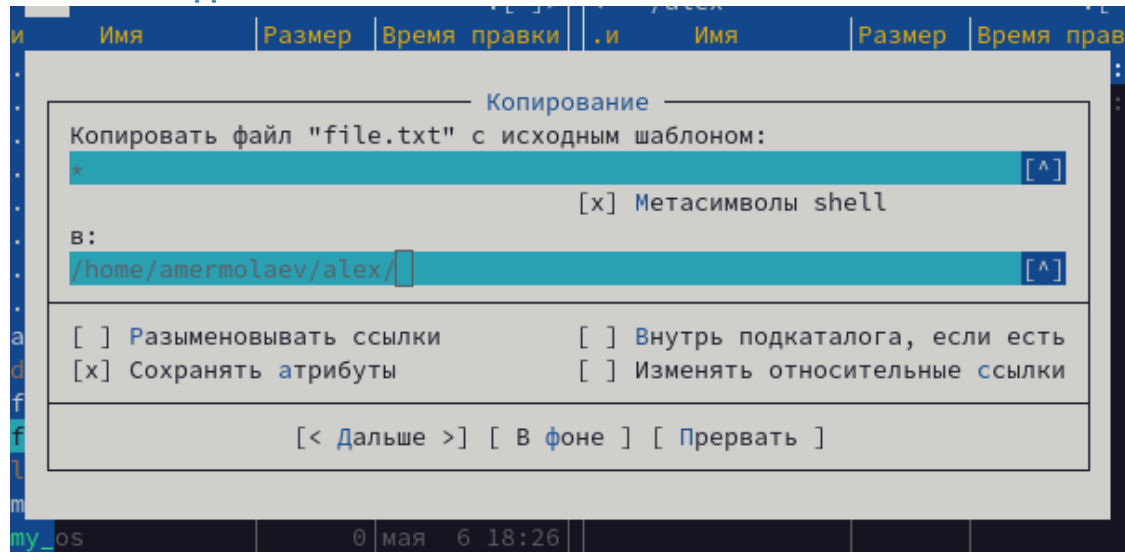 и Имя Размер Время правки .и Имя Размер Время прав
Копирование
Копировать файл "file.txt" с исходным шаблоном:
* [^]
[x] Метасимволы shell
в:
/home/amermolaev/alex/ [^]
[ ] Разыменовывать ссылки [ ] Внутрь подкаталога, если есть
[x] Сохранять атрибуты [ ] Изменять относительные ссылки
[< Дальше >] [ В фоне ] [ Прервать ]
my_os 0 мая 6 18:26